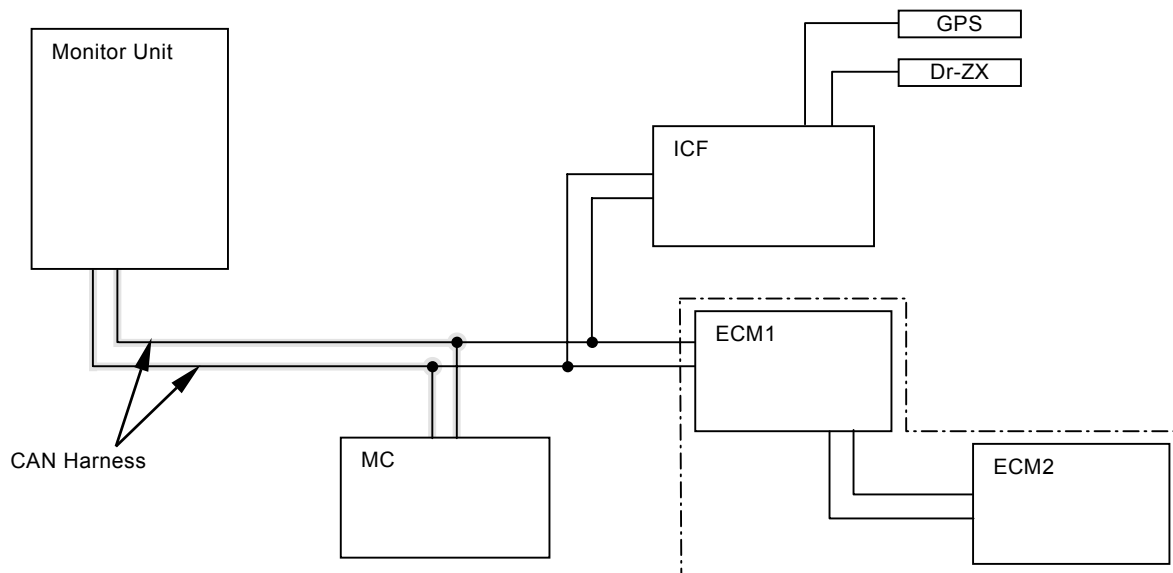 Monitor Unit
GPS
Dr-ZX
ICF
ECM1
CAN Harness
MC
ECM2